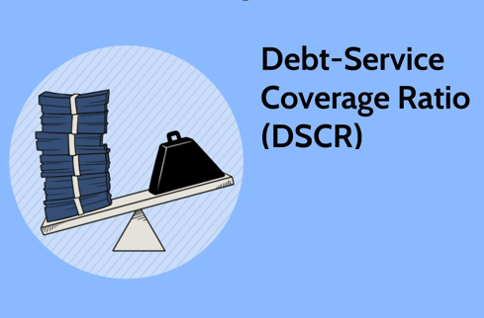 Debt-Service
Coverage Ratio
(DSCR)